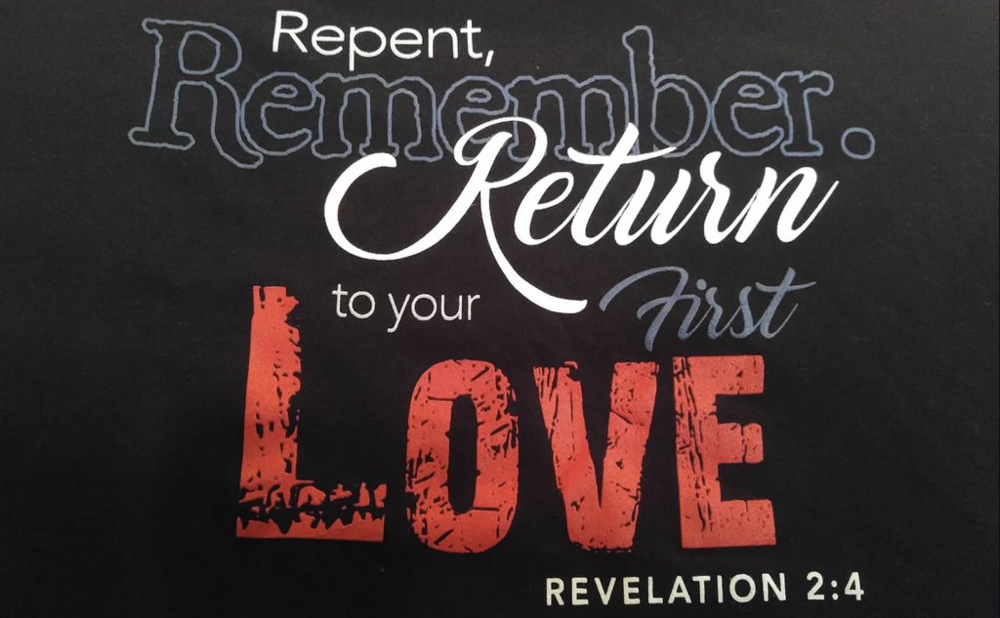 Repent,
Remember.
Return
to your First
LOVE
REVELATION 2:4